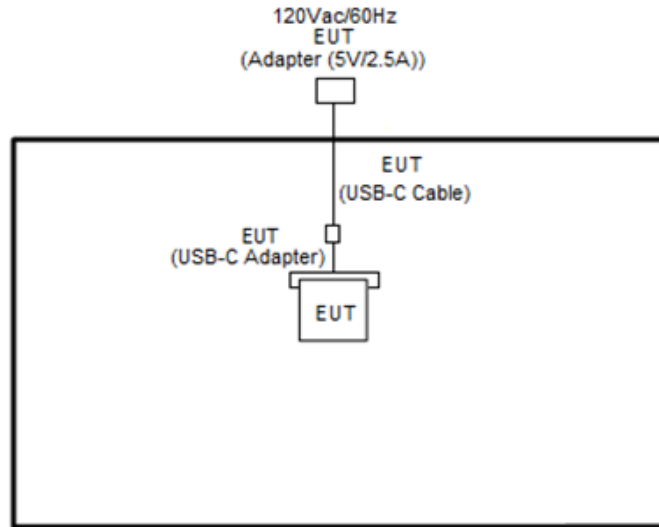 120Vac/60Hz
EUT
(Adapter (5V/2.5A))
EUT
(USB-C Cable)
EUT
(USB-C Adapter)
EUT